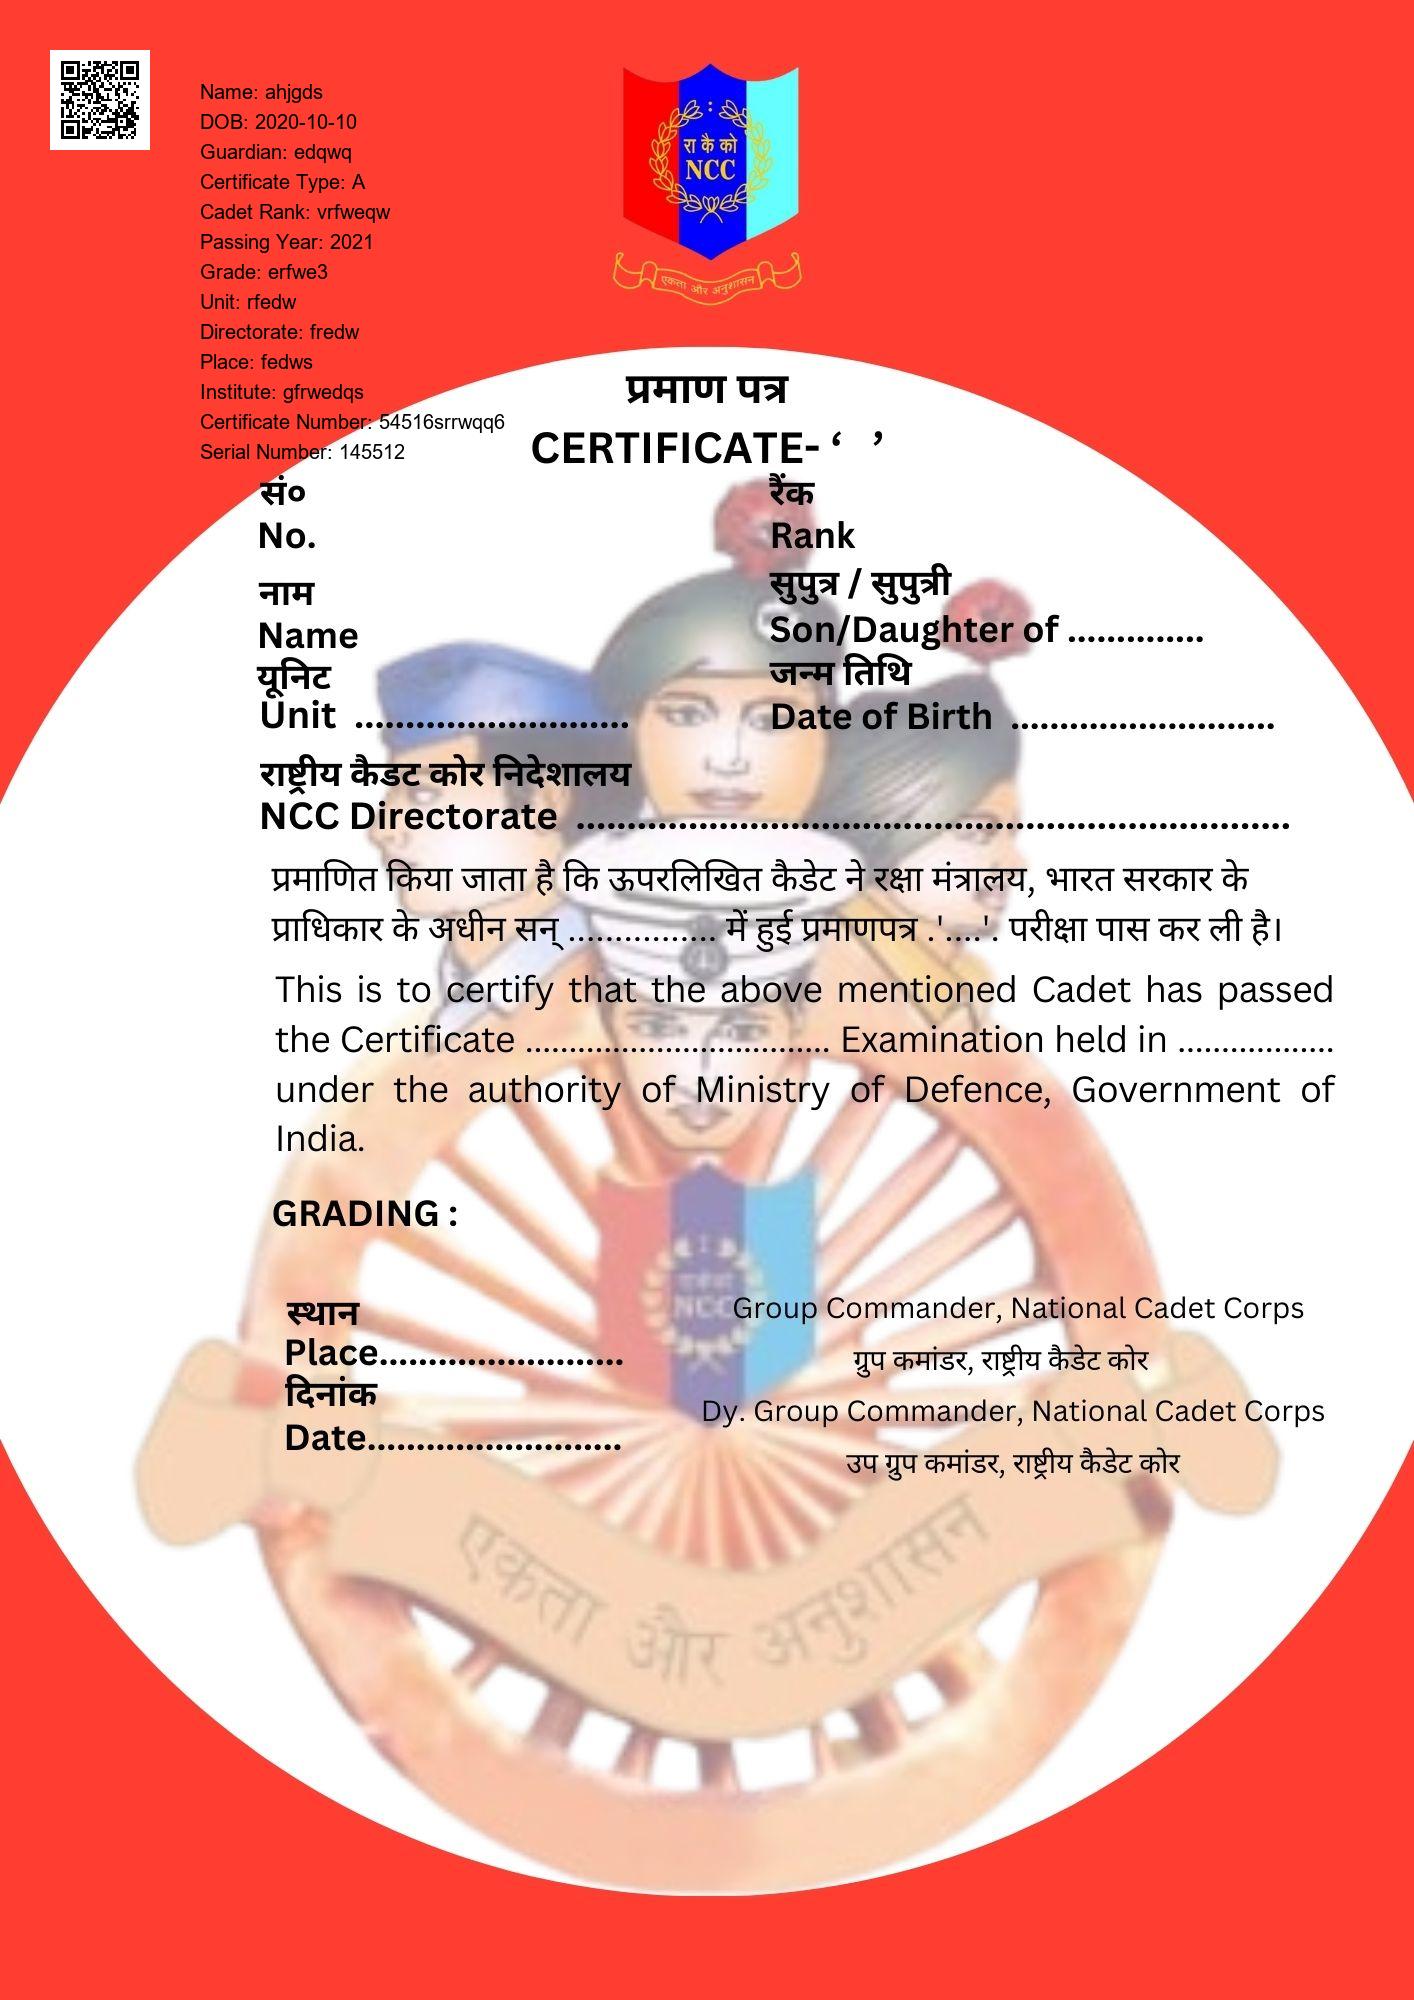 Name: ahjgds
DOB: 2020-10-10
Guardian: edqwq
Certificate Type: A
Cadet Rank: vrfweqw
Passing Year: 2021
Grade: erfwe3
Unit: rfedw
Directorate: fredw
Place: fedws
Institute: gfrwedqs
Certificate Number: 54516srrwqq6
Serial Number: 145512
रा कै को
NCC
एकता और अनुशासन
प्रमाण पत्र
CERTIFICATE- ‘ ’
सं०
No.
रैंक
Rank
नाम
Name
सुपुत्र / सुपुत्री
Son/Daughter of ..............
यूनिट
Unit ...........................
जन्म तिथि
Date of Birth ..........................
राष्ट्रीय कैडट कोर निदेशालय
NCC Directorate ......................................................................
प्रमाणित किया जाता है कि ऊपरलिखित कैडेट ने रक्षा मंत्रालय, भारत सरकार के
प्राधिकार के अधीन सन् ................ में हुई प्रमाणपत्र .'....'. परीक्षा पास कर ली है।
This is to certify that the above mentioned Cadet has passed
the Certificate ................................. Examination held in .................
under the authority of Ministry of Defence, Government of
India.
GRADING :
NCC
स्थान
Place.........................
दिनांक
Date..........................
Group Commander, National Cadet Corps
ग्रुप कमांडर, राष्ट्रीय कैडेट कोर
Dy. Group Commander, National Cadet Corps
उप ग्रुप कमांडर, राष्ट्रीय कैडेट कोर
एकता और अनुशासन